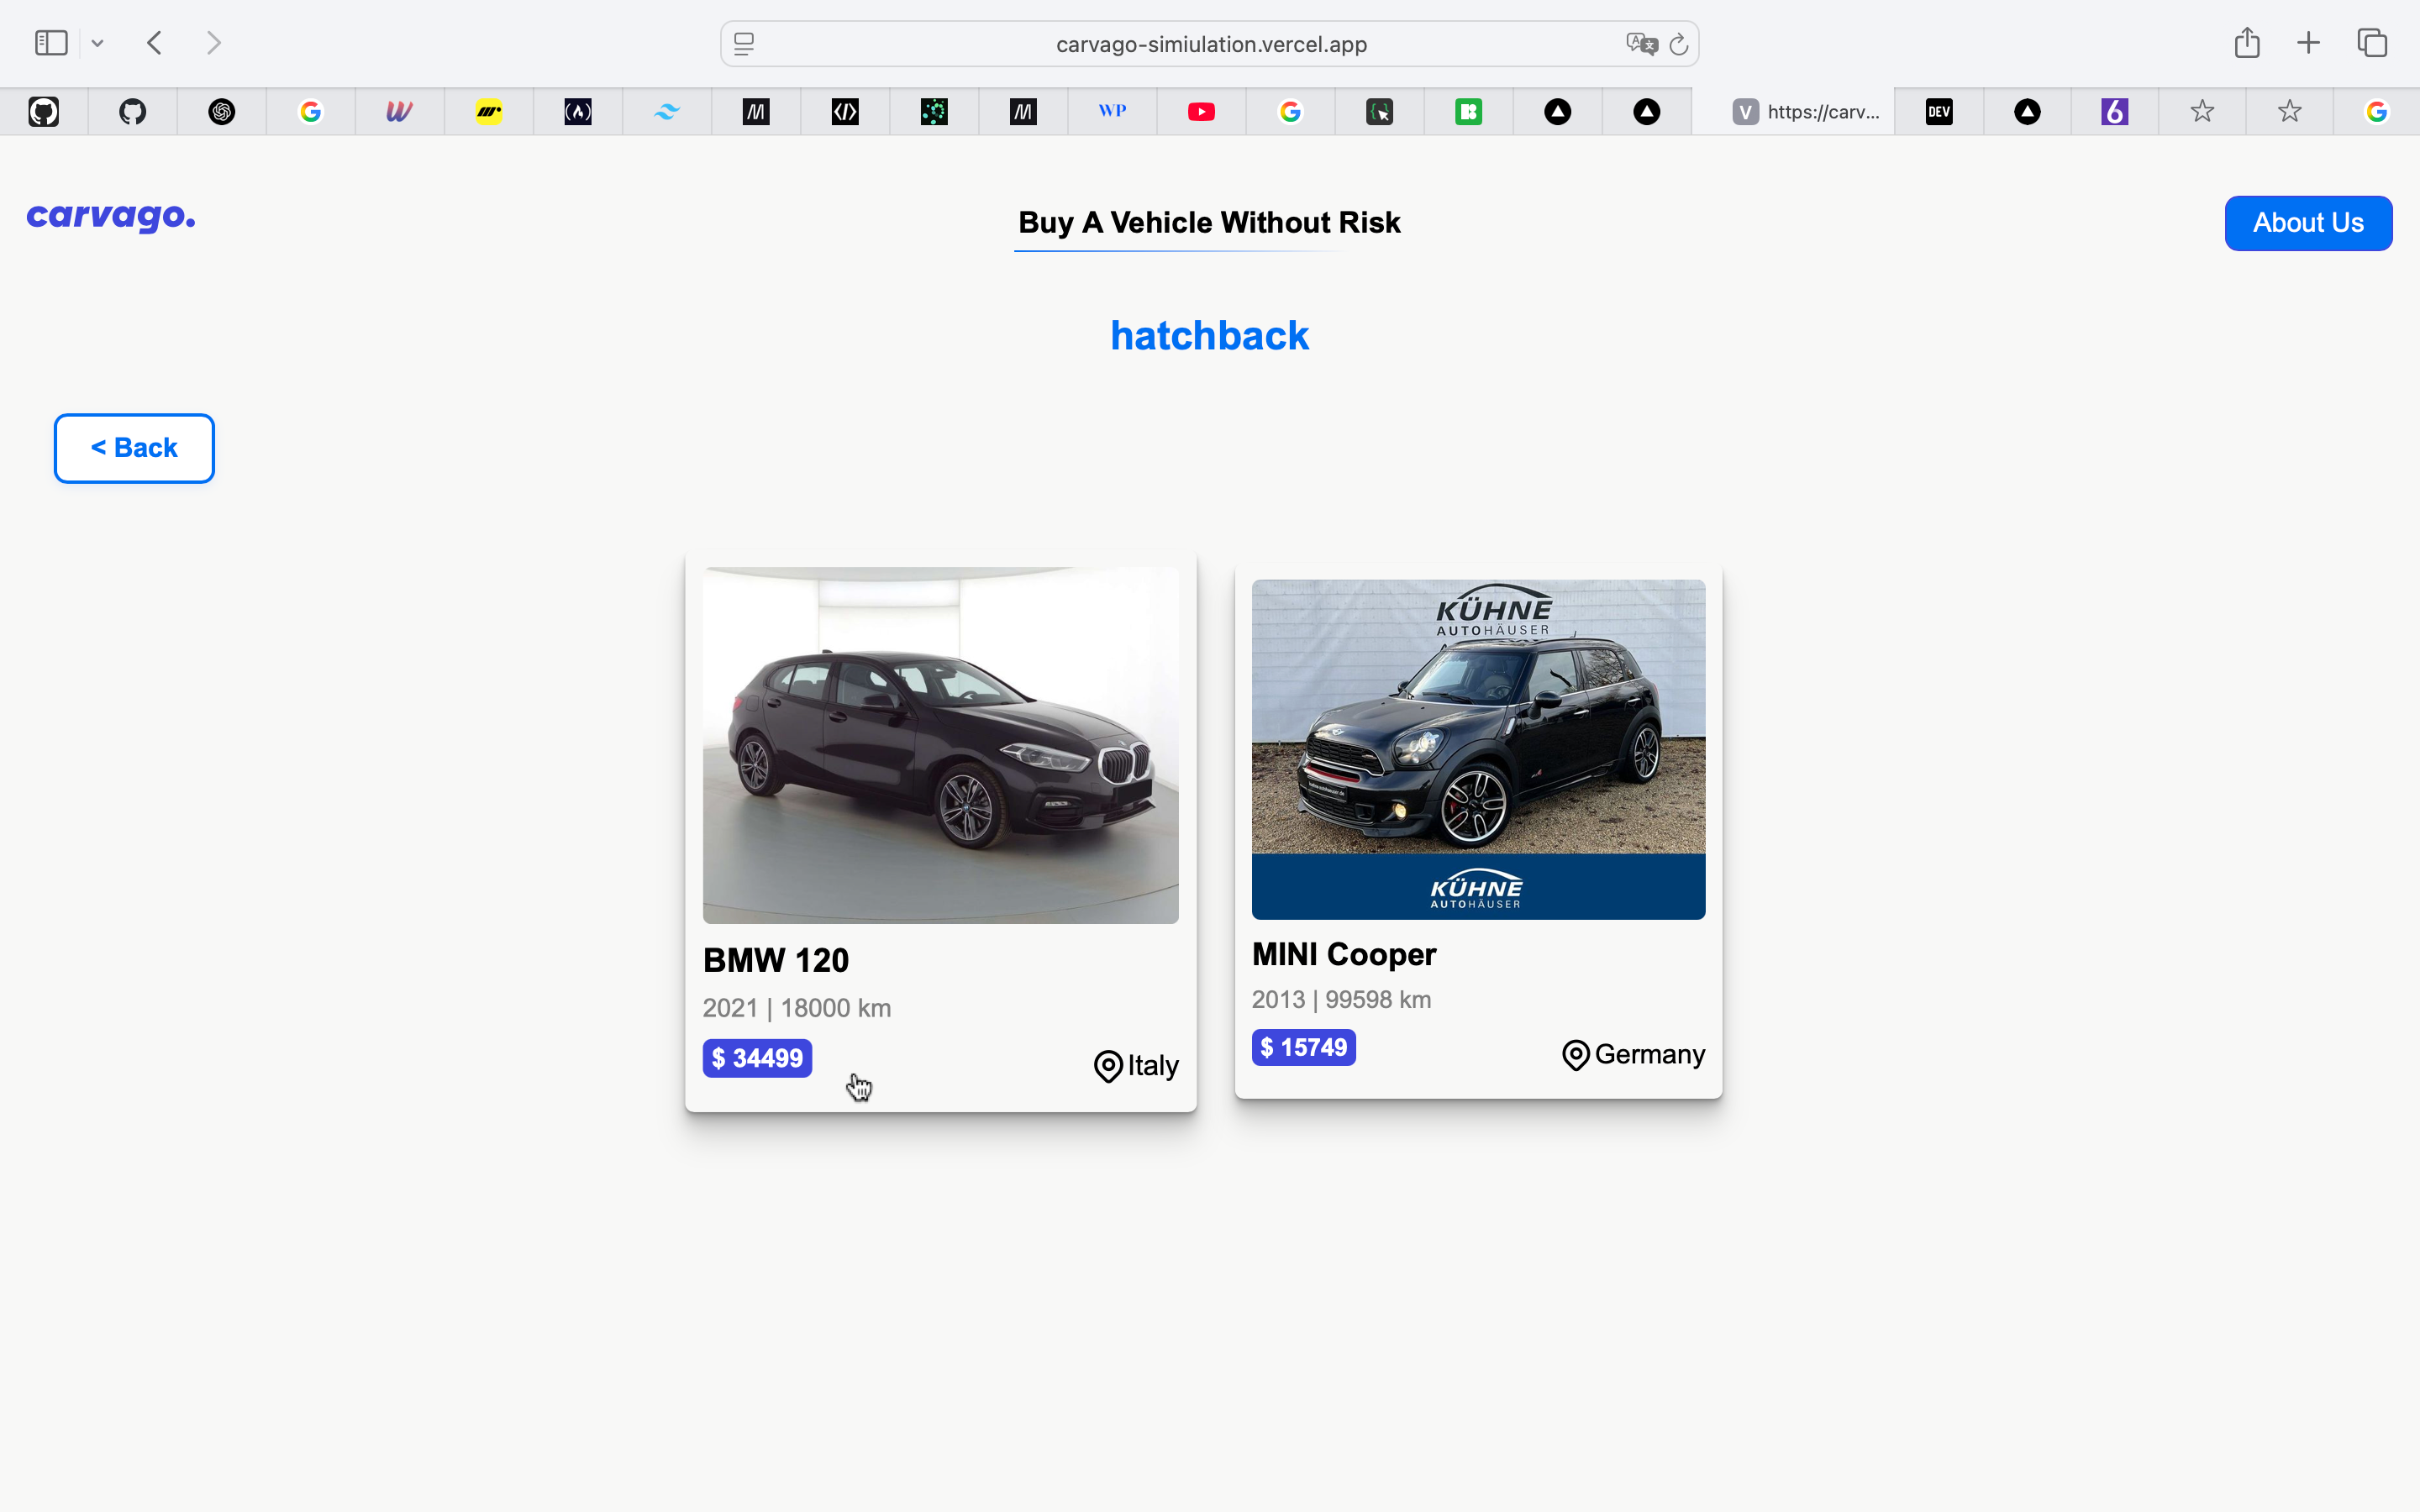 carvago-simiulation.vercel.app
WP
V https://carv...
DEV
6
carvago.
Buy A Vehicle Without Risk
About Us
hatchback
< Back
KÜHNE
AUTOHÄUSER
KÜHNE
AUTOHÄUSER
BMW 120
2021 | 18000 km
$ 34499
Italy
MINI Cooper
2013 | 99598 km
$ 15749
Germany